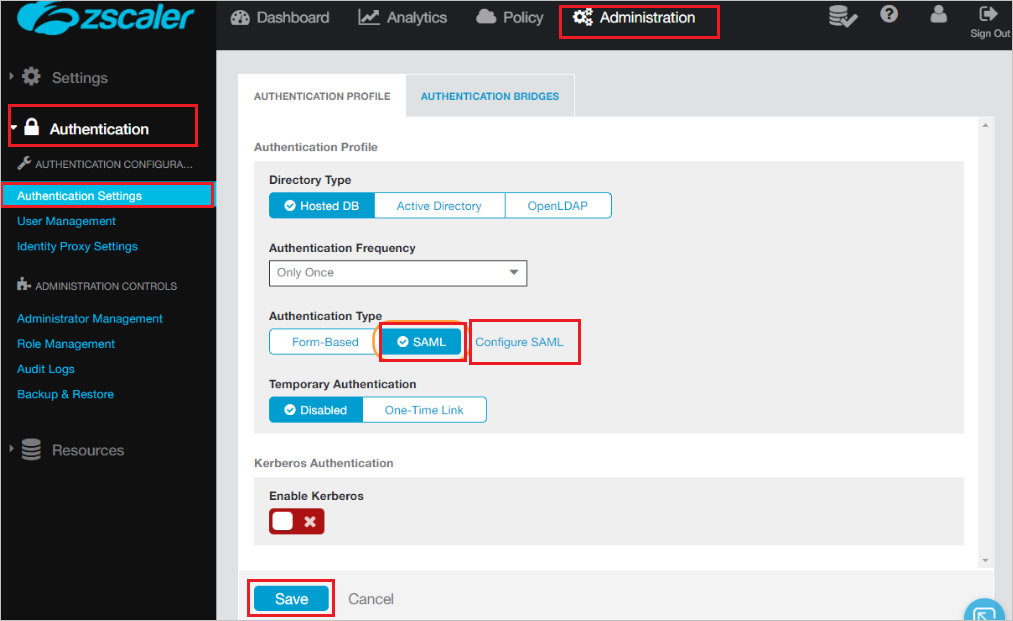 zscaler
Dashboard Analytics Policy Administration
Sign Out
Settings
Authentication
AUTHENTICATION CONFIGURA...
Authentication Settings
User Management
Identity Proxy Settings
ADMINISTRATION CONTROLS
Administrator Management
Role Management
Audit Logs
Backup & Restore
Resources
AUTHENTICATION PROFILE AUTHENTICATION BRIDGES
Authentication Profile
Directory Type
Hosted DB Active Directory OpenLDAP
Authentication Frequency
Only Once
Authentication Type
Form-Based SAML Configure SAML
Temporary Authentication
Disabled One-Time Link
Kerberos Authentication
Enable Kerberos
Save Cancel